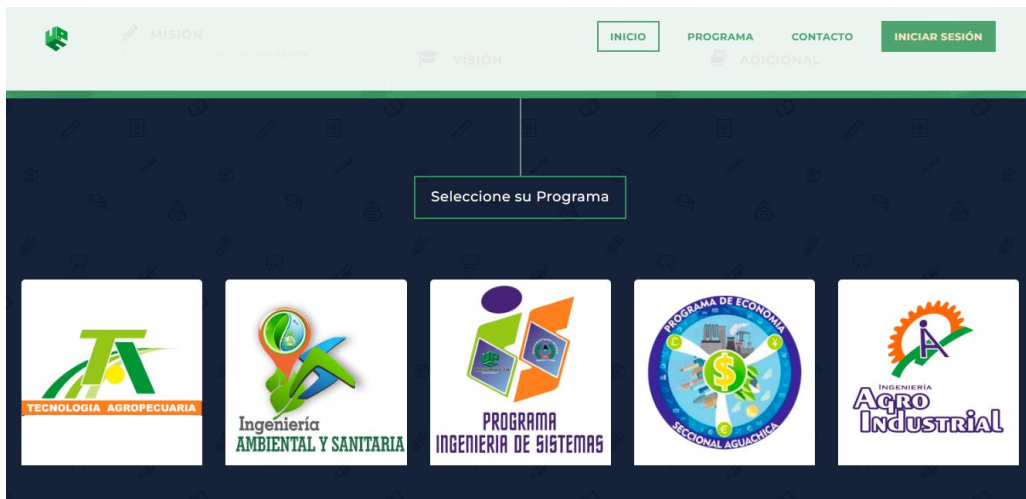 MISIÓN
VISIÓN
ADICIONAL
INICIO
PROGRAMA
CONTACTO
INICIAR SESIÓN
Seleccione su Programa
TA
TECNOLOGIA AGROPECUARIA
Ingeniería
AMBIENTAL Y SANITARIA
PROGRAMA
INGENIERIA DE SISTEMAS
PROGRAMA DE ECONOMIA
SECCIONAL AGUACHICA
INGENIERÍA
AGRO
INDUSTRIAL